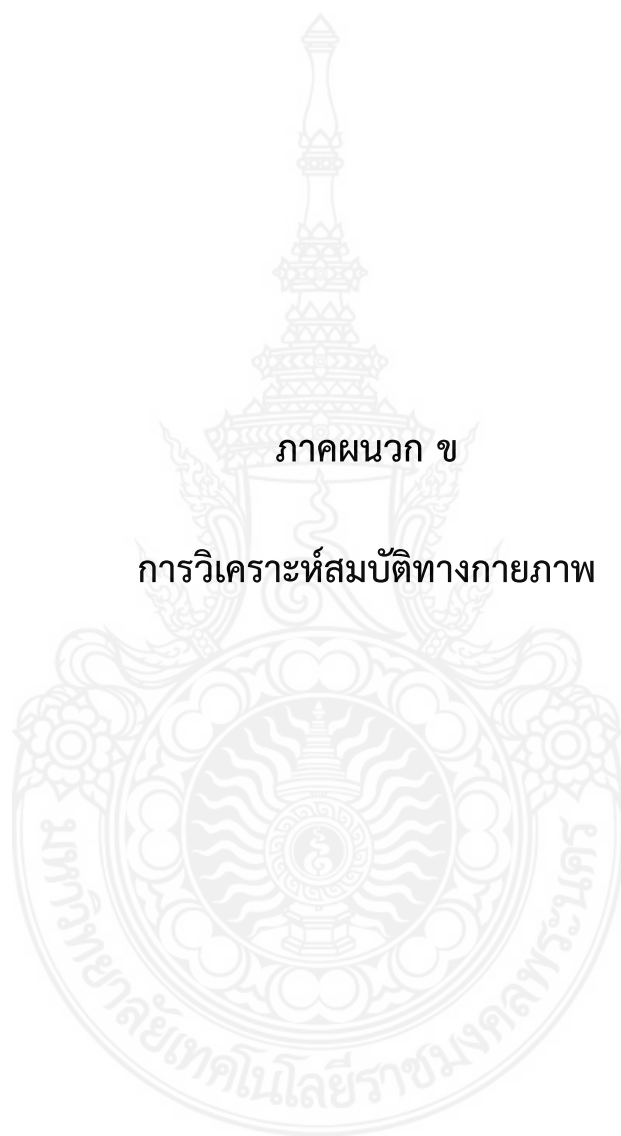 ภาคผนวก ข
การวิเคราะห์สมบัติทางกายภาพ
มหาวิทยาลัยเทคโนโลยีราชมงคลพระนคร